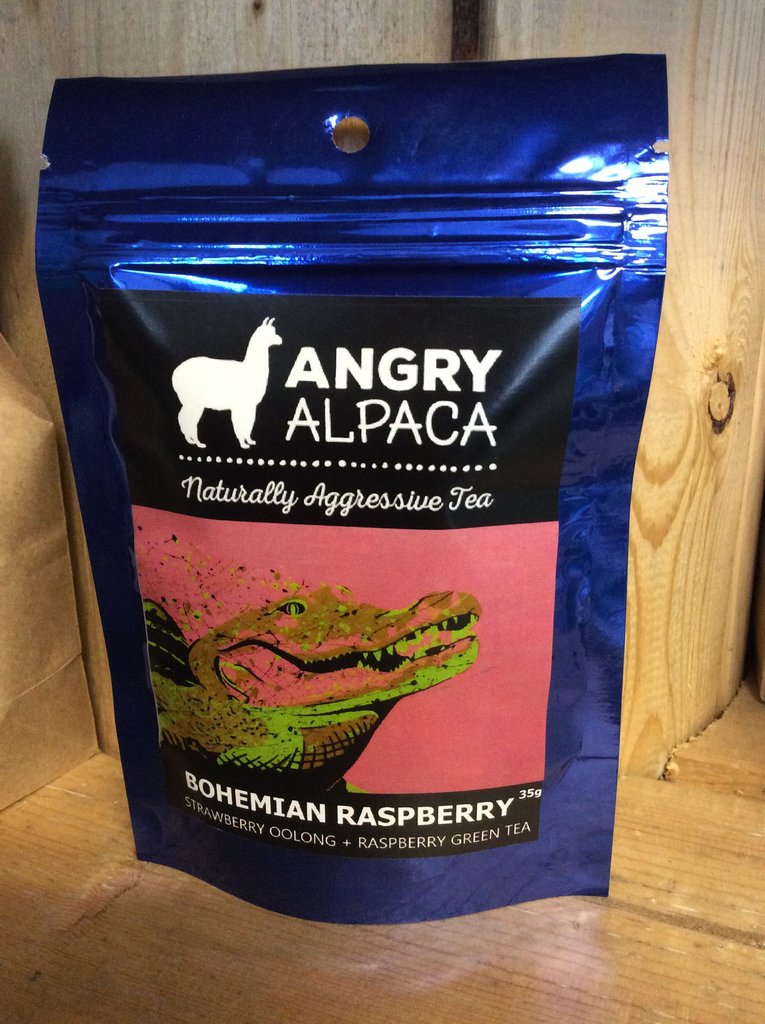 ANGRY
ALPACA
Naturally Aggressive Tea
BOHEMIAN RASPBERRY 35g
STRAWBERRY OOLONG + RASPBERRY GREEN TEA